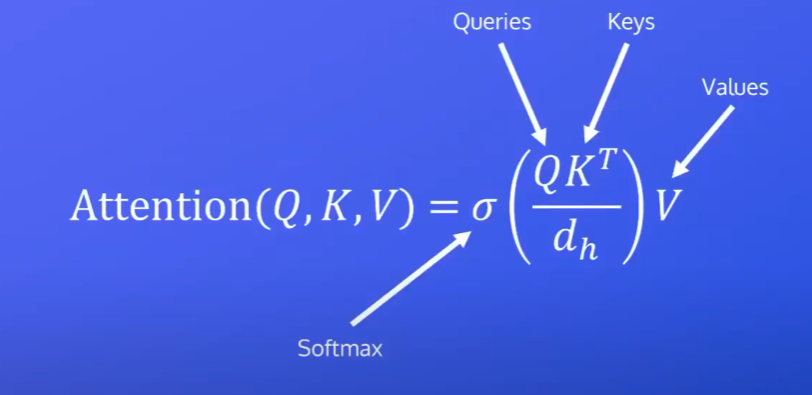 Queries
Keys
Values
Attention(Q, K, V) = σ(QK^T / d_h) V
Softmax